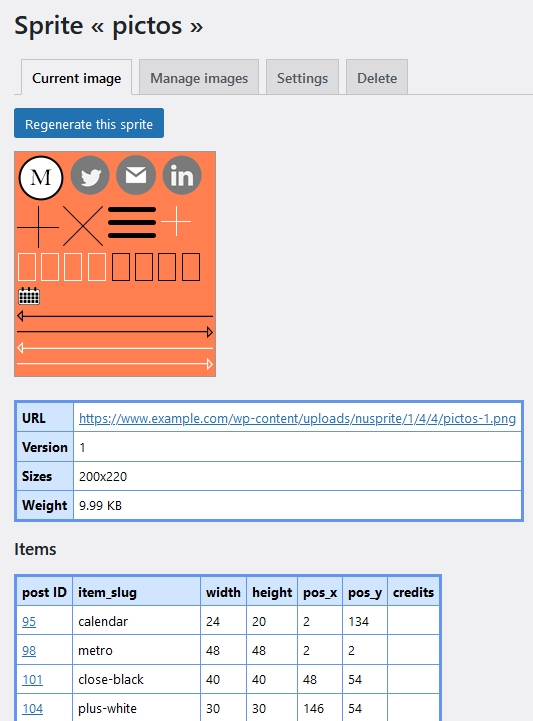 Sprite « pictos »
Current image Manage images Settings Delete
Regenerate this sprite
M in
URL https://www.example.com/wp-content/uploads/nusprite/1/4/4/pictos-1.png
Version 1
Sizes 200x220
Weight 9.99 KB
Items
post ID item_slug width height pos_x pos_y credits
95 calendar 24 20 2 134
98 metro 48 48 2 2
101 close-black 40 40 48 54
104 plus-white 30 30 146 54